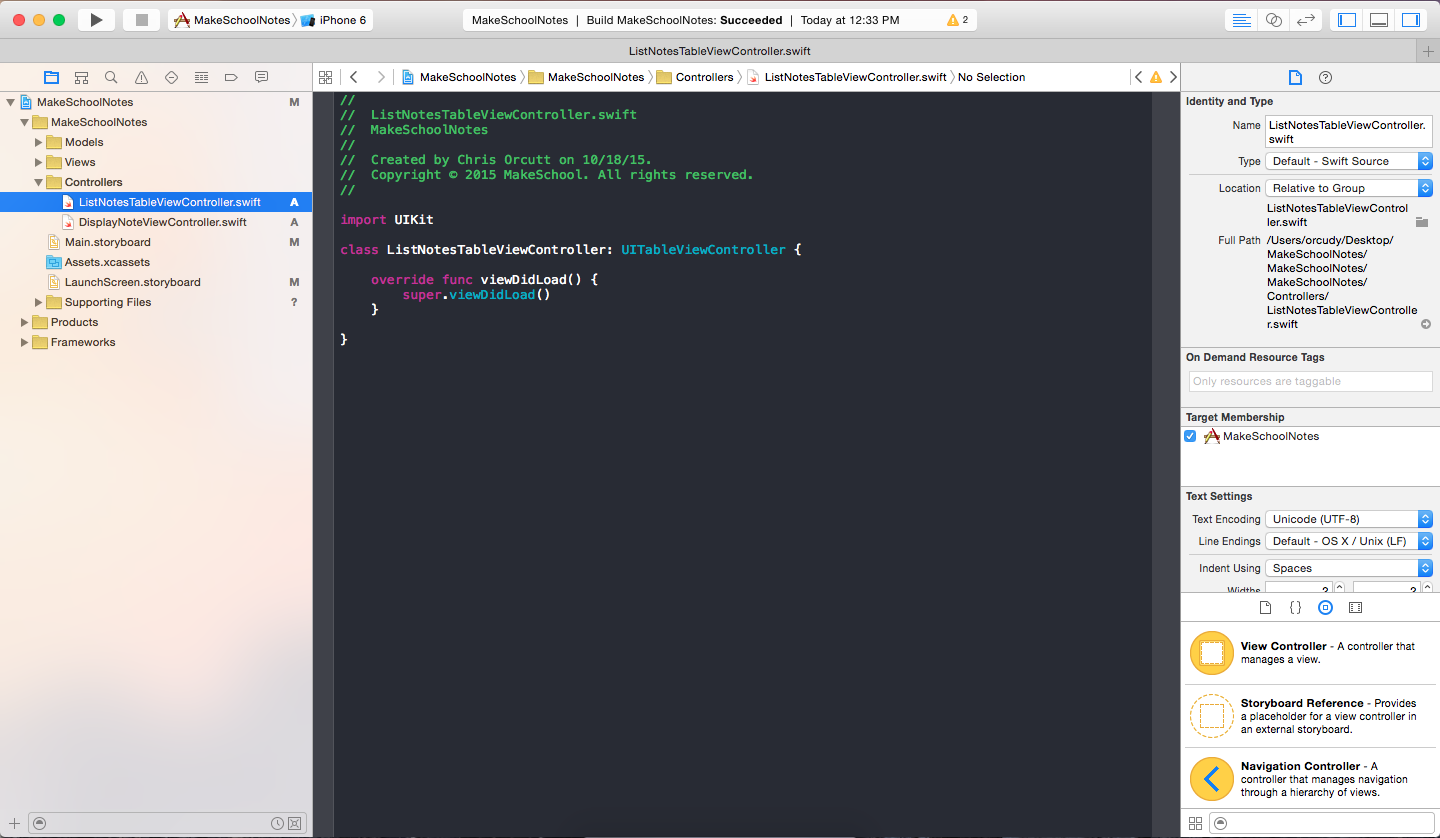 MakeSchoolNotes iPhone 6
MakeSchoolNotes | Build MakeSchoolNotes: Succeeded | Today at 12:33 PM 2
ListNotesTableViewController.swift
MakeSchoolNotes MakeSchoolNotes Controllers ListNotesTableViewController.swift No Selection
MakeSchoolNotes M
MakeSchoolNotes
Models
Views
Controllers
ListNotesTableViewController.swift A
DisplayNoteViewController.swift A
Main.storyboard M
Assets.xcassets
LaunchScreen.storyboard M
Supporting Files ?
Products
Frameworks
//
//  ListNotesTableViewController.swift
//  MakeSchoolNotes
//
//  Created by Chris Orcutt on 10/18/15.
//  Copyright © 2015 MakeSchool. All rights reserved.
//
import UIKit
class ListNotesTableViewController: UITableViewController {
override func viewDidLoad() {
super.viewDidLoad()
}
}
Identity and Type
Name ListNotesTableViewController.
swift
Type Default - Swift Source
Location Relative to Group
ListNotesTableViewControl
ler.swift
Full Path /Users/orcudy/Desktop/
MakeSchoolNotes/
MakeSchoolNotes/
MakeSchoolNotes/
Controllers/
ListNotesTableViewControlle
r.swift
On Demand Resource Tags
Only resources are taggable
Target Membership
MakeSchoolNotes
Text Settings
Text Encoding Unicode (UTF-8)
Line Endings Default - OS X / Unix (LF)
Indent Using Spaces
Widths 2 2
View Controller - A controller that
manages a view.
Storyboard Reference - Provides
a placeholder for a view controller in
an external storyboard.
Navigation Controller - A
controller that manages navigation
through a hierarchy of views.